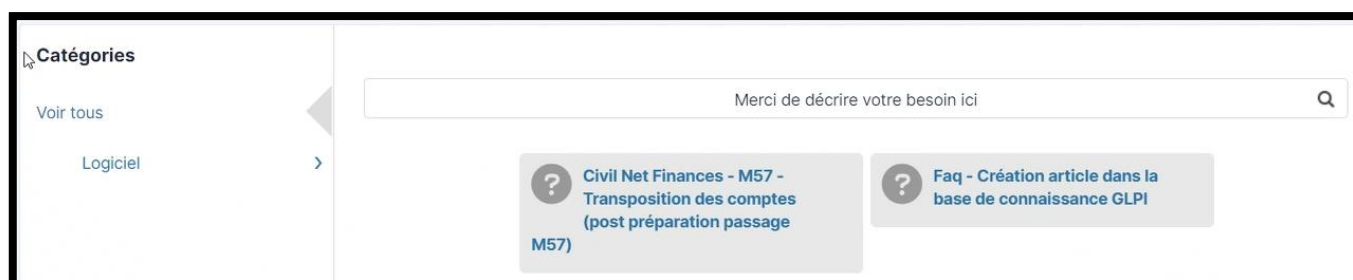 Catégories
Voir tous
Logiciel
Merci de décrire votre besoin ici
Civil Net Finances - M57 -
Transposition des comptes
(post préparation passage
M57)
Faq - Création article dans la
base de connaissance GLPI